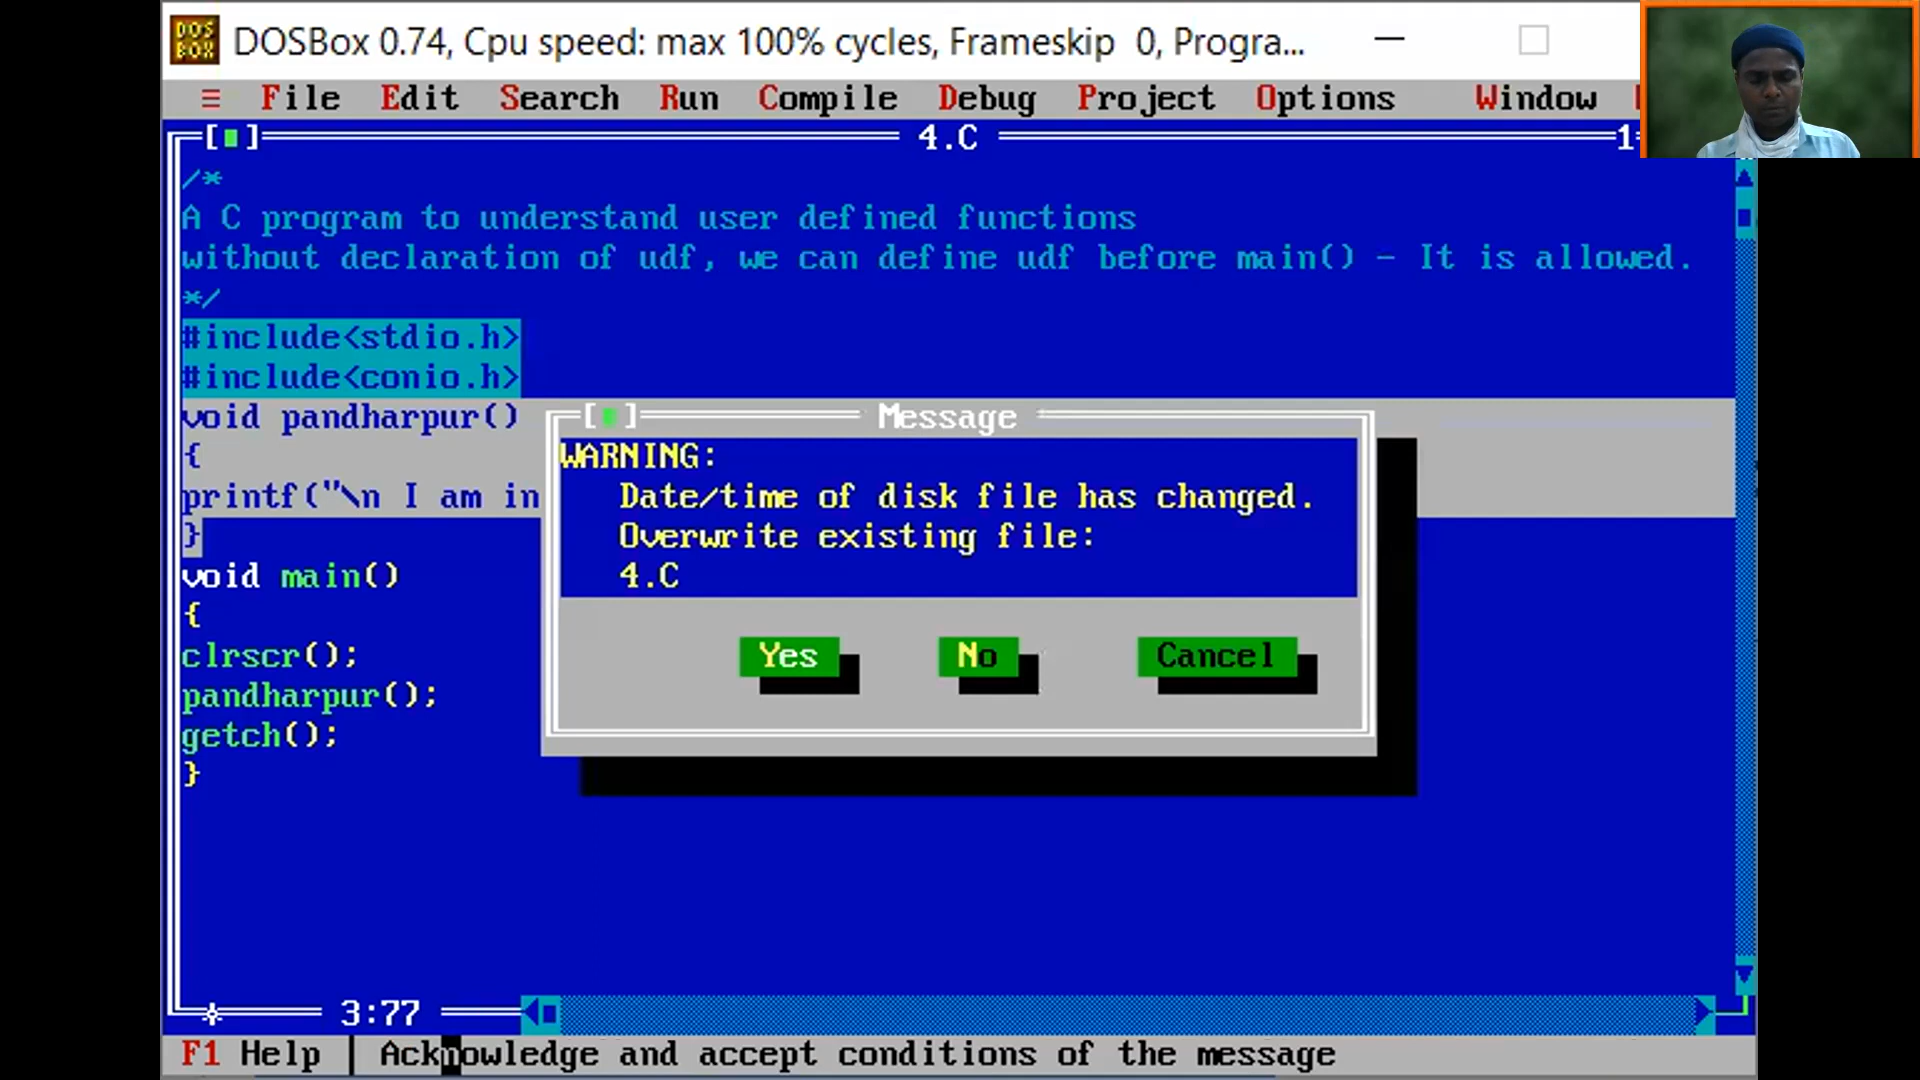 DOS
BOX
DOSBox 0.74, Cpu speed: max 100% cycles, Frameskip 0, Progra...
≡ File Edit Search Run Compile Debug Project Options Window
4.C
1
/*
A C program to understand user defined functions
without declaration of udf, we can define udf before main() - It is allowed.
*/
#include<stdio.h>
#include<conio.h>
void pandharpur()
{
printf("\n I am in
}
void main()
{
clrscr();
pandharpur();
getch();
}
Message
WARNING:
Date/time of disk file has changed.
Overwrite existing file:
4.C
Yes No Cancel
3:77
F1 Help | Acknowledge and accept conditions of the message